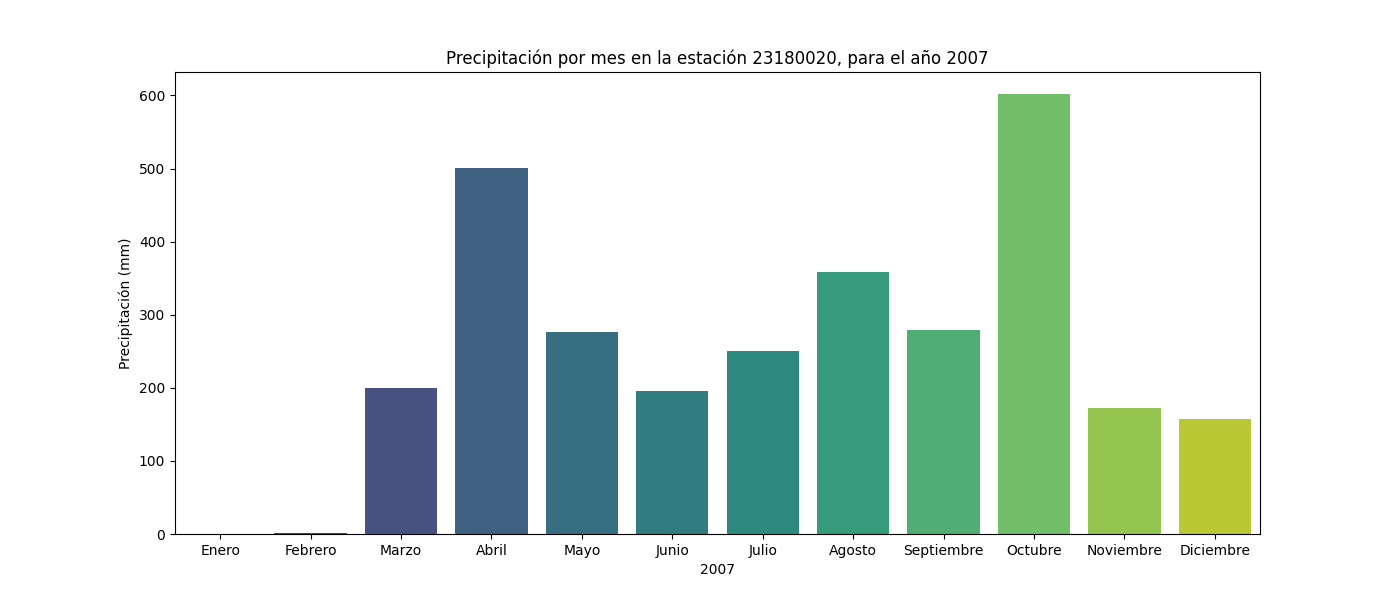 Precipitación por mes en la estación 23180020, para el año 2007
Precipitación (mm)
600
500
400
300
200
100
0
Enero Febrero Marzo Abril Mayo Junio Julio Agosto Septiembre Octubre Noviembre Diciembre
2007